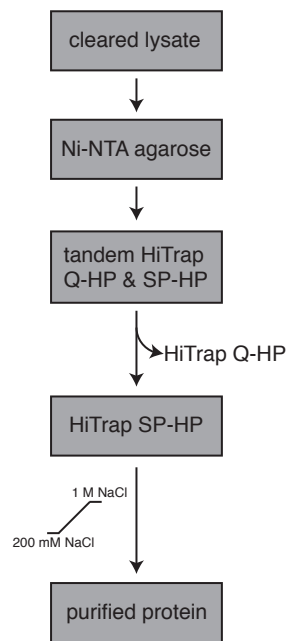 cleared lysate
Ni-NTA agarose
tandem HiTrap
Q-HP & SP-HP
HiTrap Q-HP
HiTrap SP-HP
1 M NaCl
200 mM NaCl
purified protein